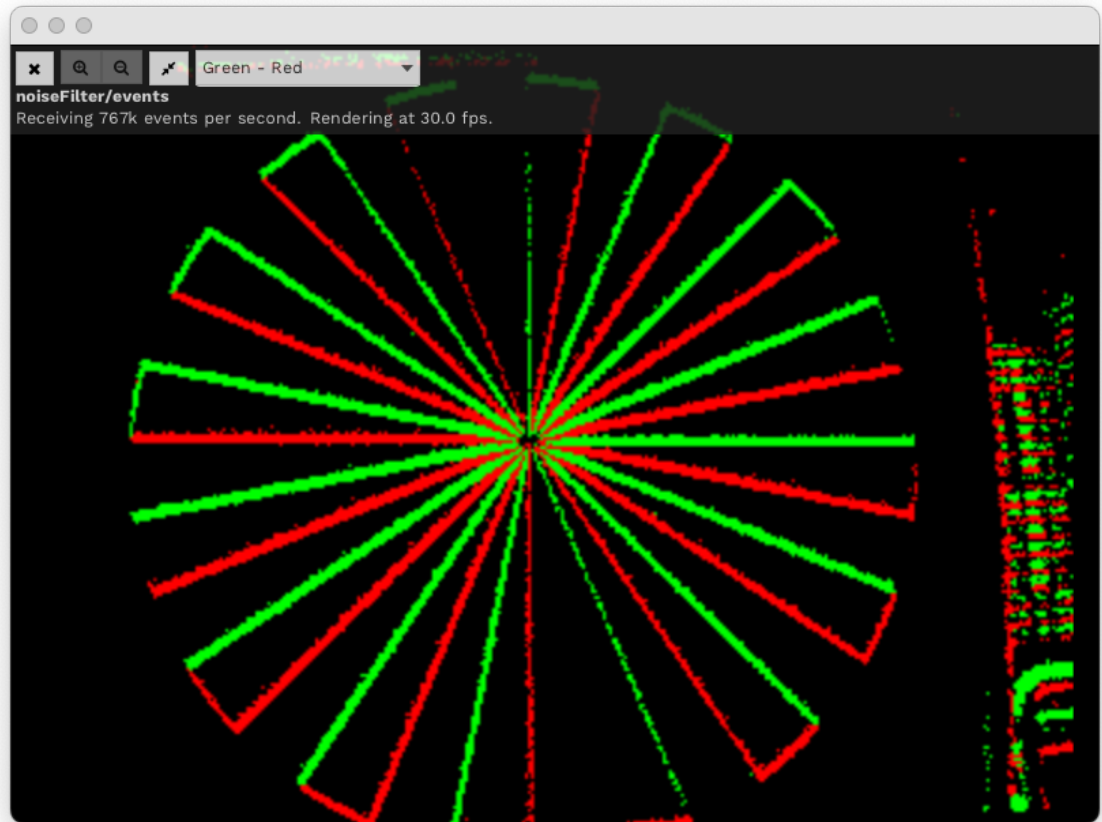 Green - Red
noiseFilter/events
Receiving 767k events per second. Rendering at 30.0 fps.